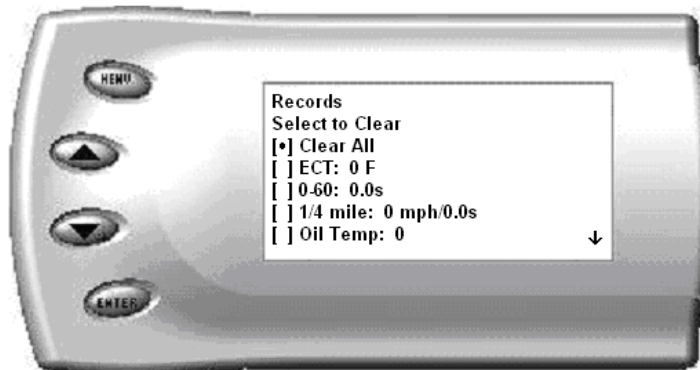 MENU
Records
Select to Clear
[•] Clear All
[ ] ECT: 0 F
[ ] 0-60: 0.0s
[ ] 1/4 mile: 0 mph/0.0s
[ ] Oil Temp: 0
ENTER